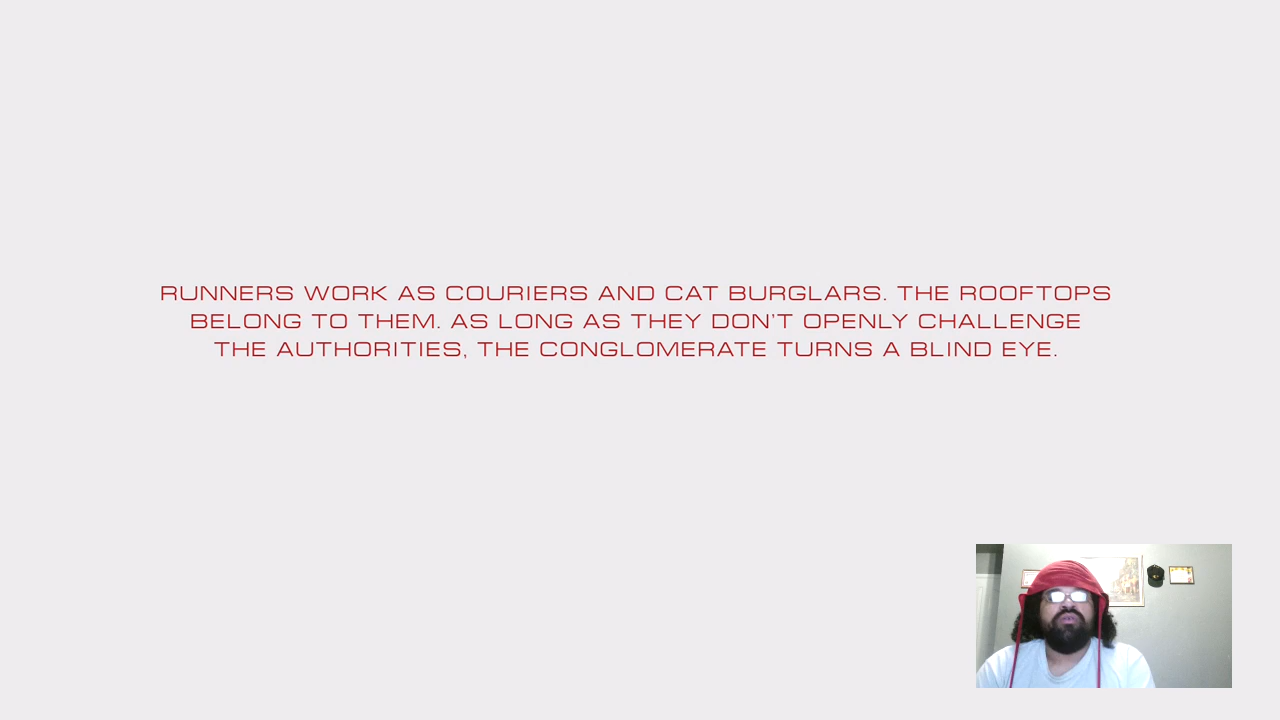 RUNNERS WORK AS COURIERS AND CAT BURGLARS. THE ROOFTOPS
BELONG TO THEM. AS LONG AS THEY DON'T OPENLY CHALLENGE
THE AUTHORITIES, THE CONGLOMERATE TURNS A BLIND EYE.